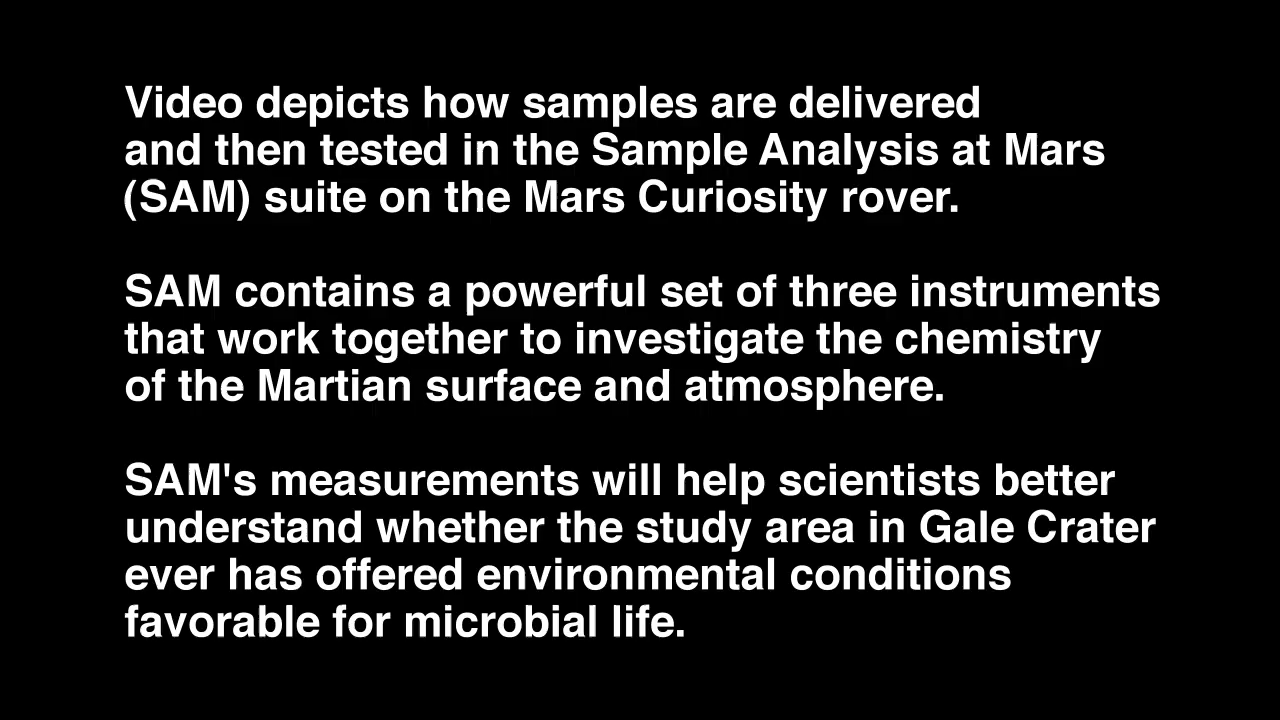 Video depicts how samples are delivered
and then tested in the Sample Analysis at Mars
(SAM) suite on the Mars Curiosity rover.
SAM contains a powerful set of three instruments
that work together to investigate the chemistry
of the Martian surface and atmosphere.
SAM's measurements will help scientists better
understand whether the study area in Gale Crater
ever has offered environmental conditions
favorable for microbial life.